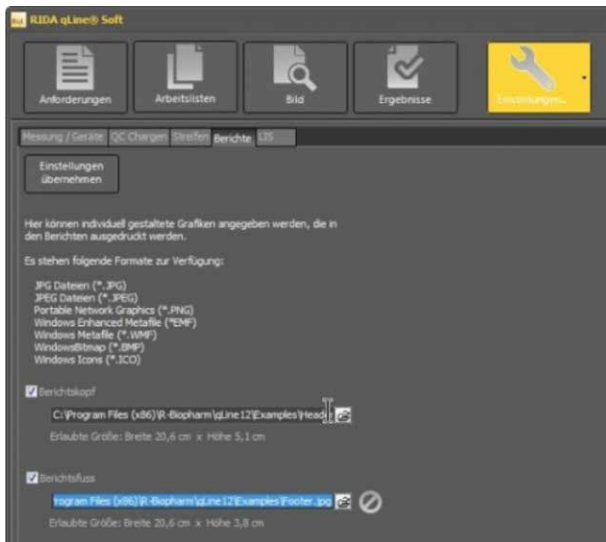 RIDA qLine® Soft
Anforderungen
Arbeitslisten
Bild
Ergebnisse
Einstellungen...
Messung / Geräte QC Chargen Streifen Berichte LIS
Einstellungen
übernehmen
Hier können individuell gestaltete Grafiken angegeben werden, die in
den Berichten ausgedruckt werden.
Es stehen folgende Formate zur Verfügung:
JPG Dateien (*.JPG)
JPEG Dateien (*.JPEG)
Portable Network Graphics (*.PNG)
Windows Enhanced Metafile (*EMF)
Windows Metafile (*.WMF)
WindowsBitmap (*.BMP)
Windows Icons (*.ICO)
Berichtskopf
C:\Program Files (x86)\R-Biopharm\qLine12\Examples\Header
Erlaubte Größe: Breite 20,6 cm x Höhe 5,1 cm
Berichtsfuss
rogram Files (x86)\R-Biopharm\qLine12\Examples\Footer.jpg
Erlaubte Größe: Breite 20,6 cm x Höhe 3,8 cm